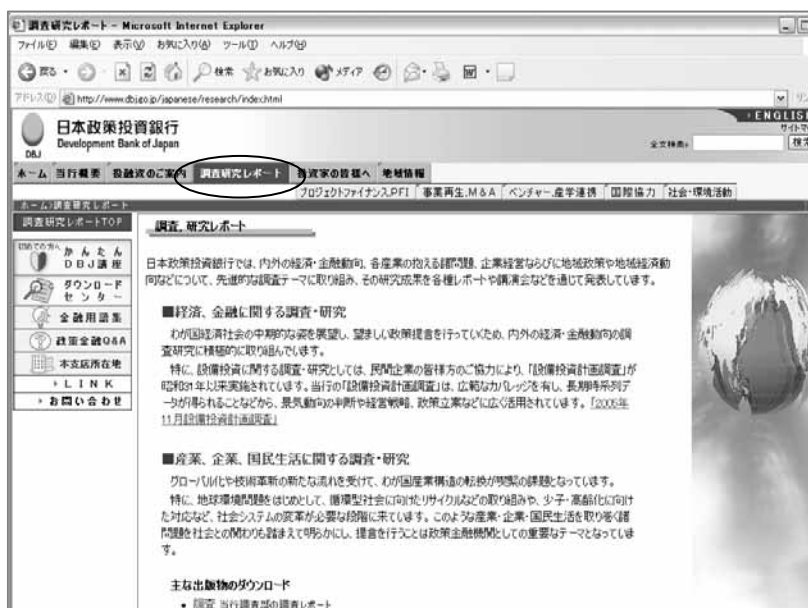 調査研究レポート - Microsoft Internet Explorer
ファイル(F) 編集(E) 表示(V) お気に入り(A) ツール(T) ヘルプ(H)
戻る 検索 お気に入り メディア
アドレス(D) http://www.dbj.go.jp/japanese/research/index.html
ENGLISH
日本政策投資銀行
Development Bank of Japan
DBJ
全文検索
ホーム 当行概要 投融資のご案内 調査研究レポート 投資家の皆様へ 地域情報
プロジェクトファイナンス,PFI 事業再生,M&A ベンチャー,産学連携 国際協力 社会・環境活動
ホーム>調査研究レポート
調査研究レポートTOP
初めての方へ かんたん
DBJ講座
ダウンロード
センター
金融用語集
政策金融Q&A
本支店所在地
LINK
お問い合わせ
調査、研究レポート
日本政策投資銀行では、内外の経済・金融動向、各産業の抱える諸問題、企業経営ならびに地域政策や地域経済動
向などについて、先進的な調査テーマに取り組み、その研究成果を各種レポートや講演会などを通じて発表しています。
■経済、金融に関する調査・研究
わが国経済社会の中期的な姿を展望し、望ましい政策提言を行っていくため、内外の経済・金融動向の調
査研究に積極的に取り組んでいます。
特に、設備投資に関する調査・研究としては、民間企業の皆様方のご協力により、「設備投資計画調査」が
昭和31年以来実施されています。当行の「設備投資計画調査」は、広範なカバレッジを有し、長期時系列デ
ータが得られることなどから、景気動向の判断や経営戦略、政策立案などに広く活用されています。「2005年
11月設備投資計画調査」
■産業、企業、国民生活に関する調査・研究
グローバル化や技術革新の新たな流れを受けて、わが国産業構造の転換が喫緊の課題となっています。
特に、地球環境問題をはじめとして、循環型社会に向けたリサイクルなどの取り組みや、少子・高齢化に向け
た対応など、社会システムの変革が必要な段階に来ています。このような産業・企業・国民生活を取り巻く諸
問題を社会との関わりも踏まえて明らかにし、提言を行うことは政策金融機関としての重要なテーマとなっていま
す。
主な出版物のダウンロード
• 調査 当行調査部の調査レポート